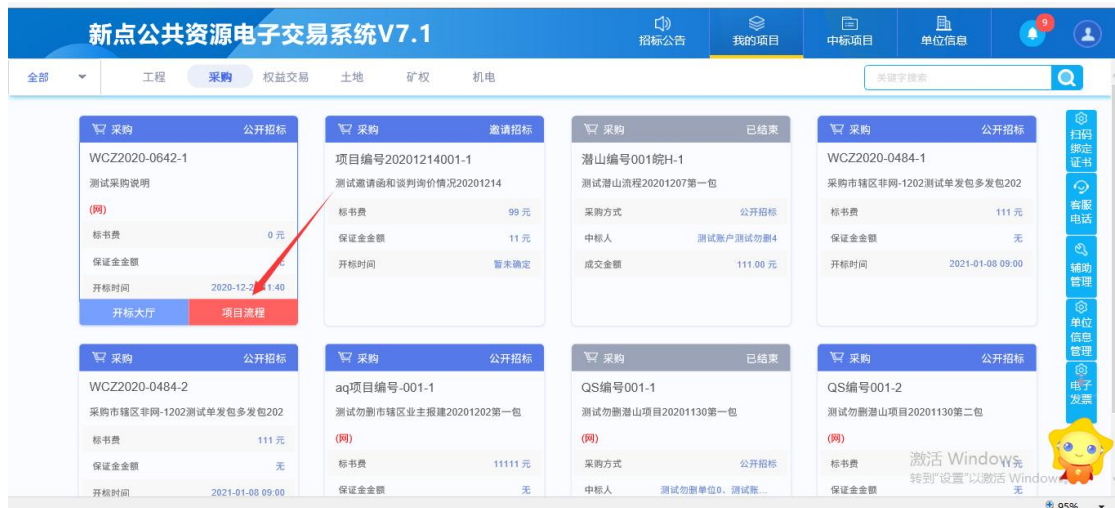 新点公共资源电子交易系统V7.1
招标公告
我的项目
中标项目
单位信息
9
全部
工程
采购
权益交易
土地
矿权
机电
关键字搜索
采购 公开招标
WCZ2020-0642-1
测试采购说明
(网)
标书费 0 元
保证金金额
开标时间
开标大厅
项目流程
采购 邀请招标
项目编号20201214001-1
测试邀请函和谈判询价情况20201214
标书费 99 元
保证金金额 11 元
开标时间 暂未确定
采购 已结束
潜山编号001皖H-1
测试潜山流程20201207第一包
采购方式 公开招标
中标人 测试账户测试勿删4
成交金额 111.00 元
采购 公开招标
WCZ2020-0484-1
采购市辖区非网-1202测试单发包多发包202
标书费 111 元
保证金金额 无
开标时间 2021-01-08 09:00
采购 公开招标
WCZ2020-0484-2
采购市辖区非网-1202测试单发包多发包202
标书费 111 元
保证金金额 无
开标时间 2021-01-08 09:00
采购 公开招标
aq项目编号-001-1
测试勿删市辖区业主报建20201202第一包
(网)
标书费 11111 元
保证金金额 无
采购 已结束
QS编号001-1
测试勿删潜山项目20201130第一包
(网)
采购方式 公开招标
中标人 测试勿删单位0、测试账...
采购 公开招标
QS编号001-2
测试勿删潜山项目20201130第二包
(网)
标书费 11 元
保证金金额 无
扫码
绑定
证书
客服
电话
辅助
管理
单位
信息
管理
电子
发票
激活 Windows
转到"设置"以激活 Windows
95%